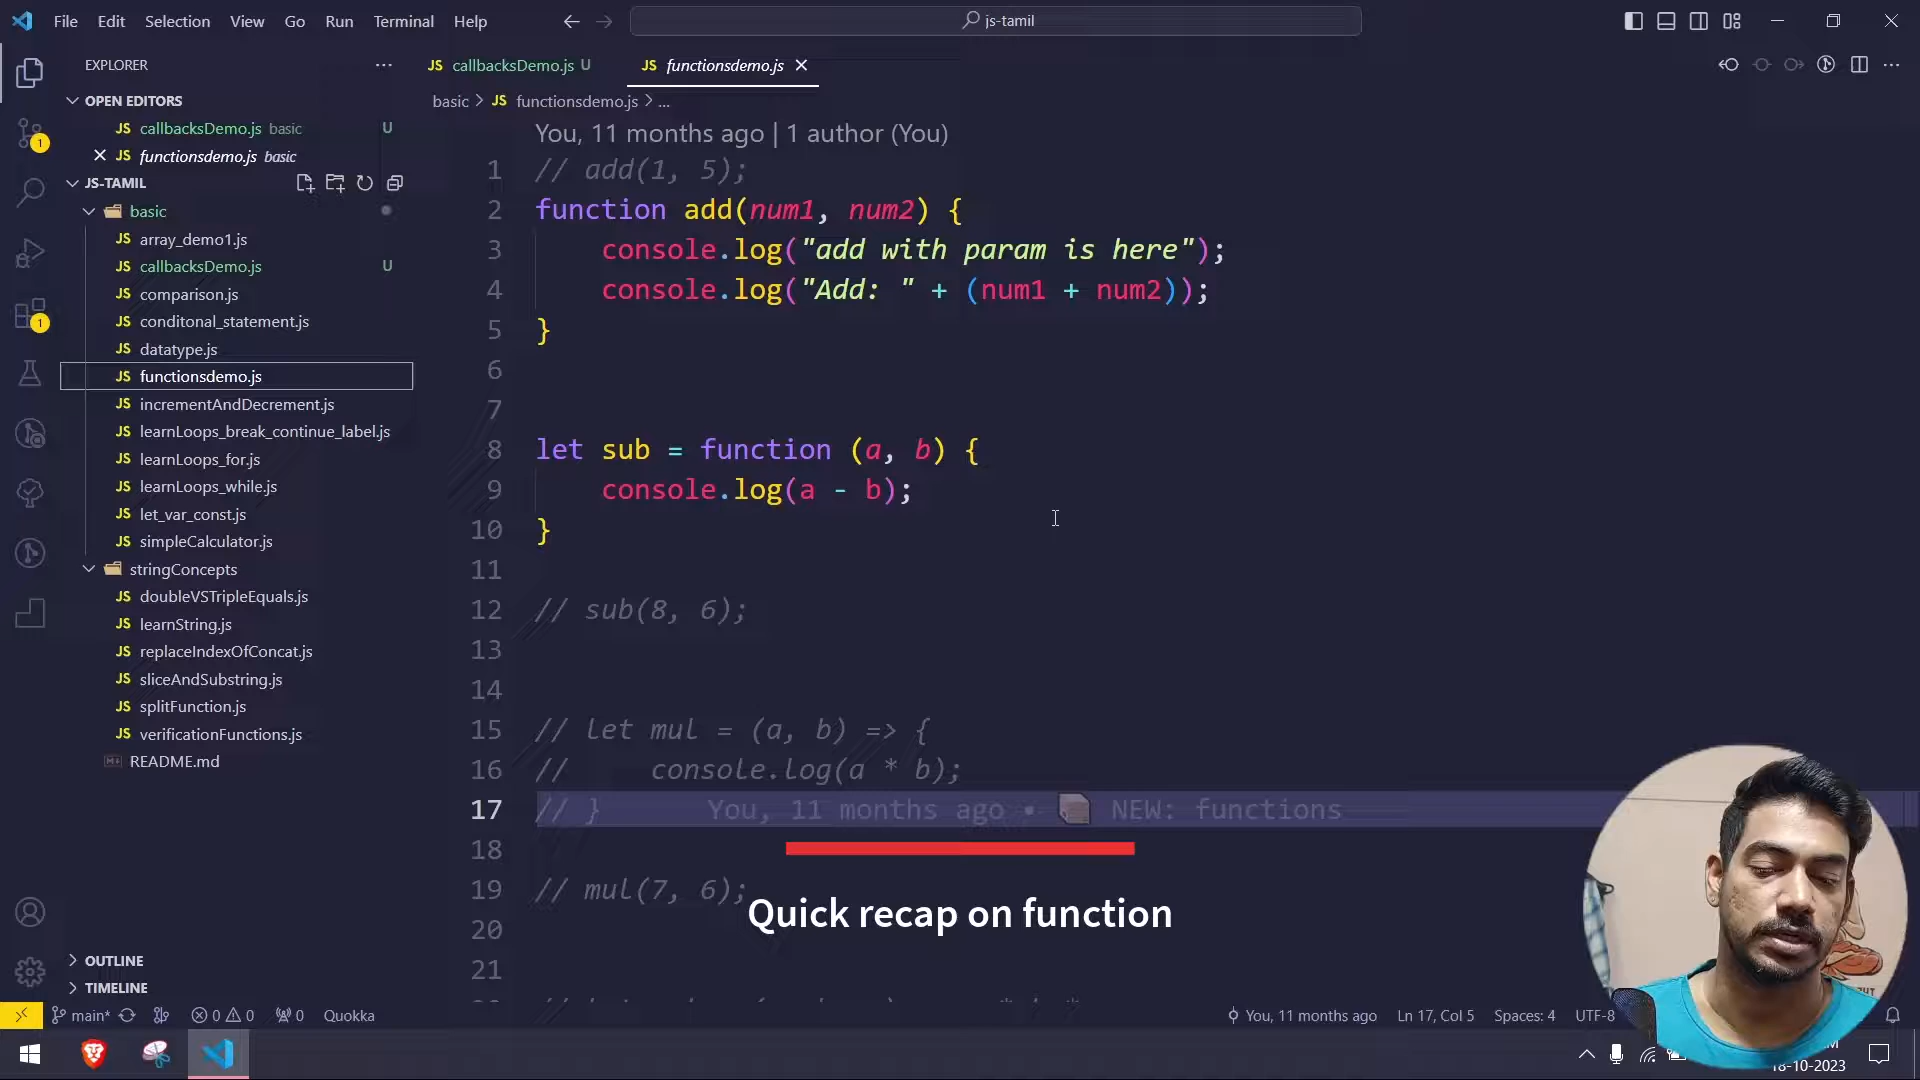 File Edit Selection View Go Run Terminal Help
js-tamil
EXPLORER
OPEN EDITORS
JS callbacksDemo.js basic U
JS functionsdemo.js basic
JS-TAMIL
basic
JS array_demo1.js
JS callbacksDemo.js U
JS comparison.js
JS conditonal_statement.js
JS datatype.js
JS functionsdemo.js
JS incrementAndDecrement.js
JS learnLoops_break_continue_label.js
JS learnLoops_for.js
JS learnLoops_while.js
JS let_var_const.js
JS simpleCalculator.js
stringConcepts
JS doubleVSTripleEquals.js
JS learnString.js
JS replaceIndexOfConcat.js
JS sliceAndSubstring.js
JS splitFunction.js
JS verificationFunctions.js
README.md
OUTLINE
TIMELINE
1
1
JS callbacksDemo.js U
JS functionsdemo.js
basic > JS functionsdemo.js > ...
You, 11 months ago | 1 author (You)
1 // add(1, 5);
2 function add(num1, num2) {
3 console.log("add with param is here");
4 console.log("Add: " + (num1 + num2));
5 }
6
7
8 let sub = function (a, b) {
9 console.log(a - b);
10 }
11
12 // sub(8, 6);
13
14
15 // let mul = (a, b) => {
16 // console.log(a * b);
17 // } You, 11 months ago • NEW: functions
18
19 // mul(7, 6);
20
21
Quick recap on function
main* 0 0 0 Quokka
You, 11 months ago Ln 17, Col 5 Spaces: 4 UTF-8
18-10-2023